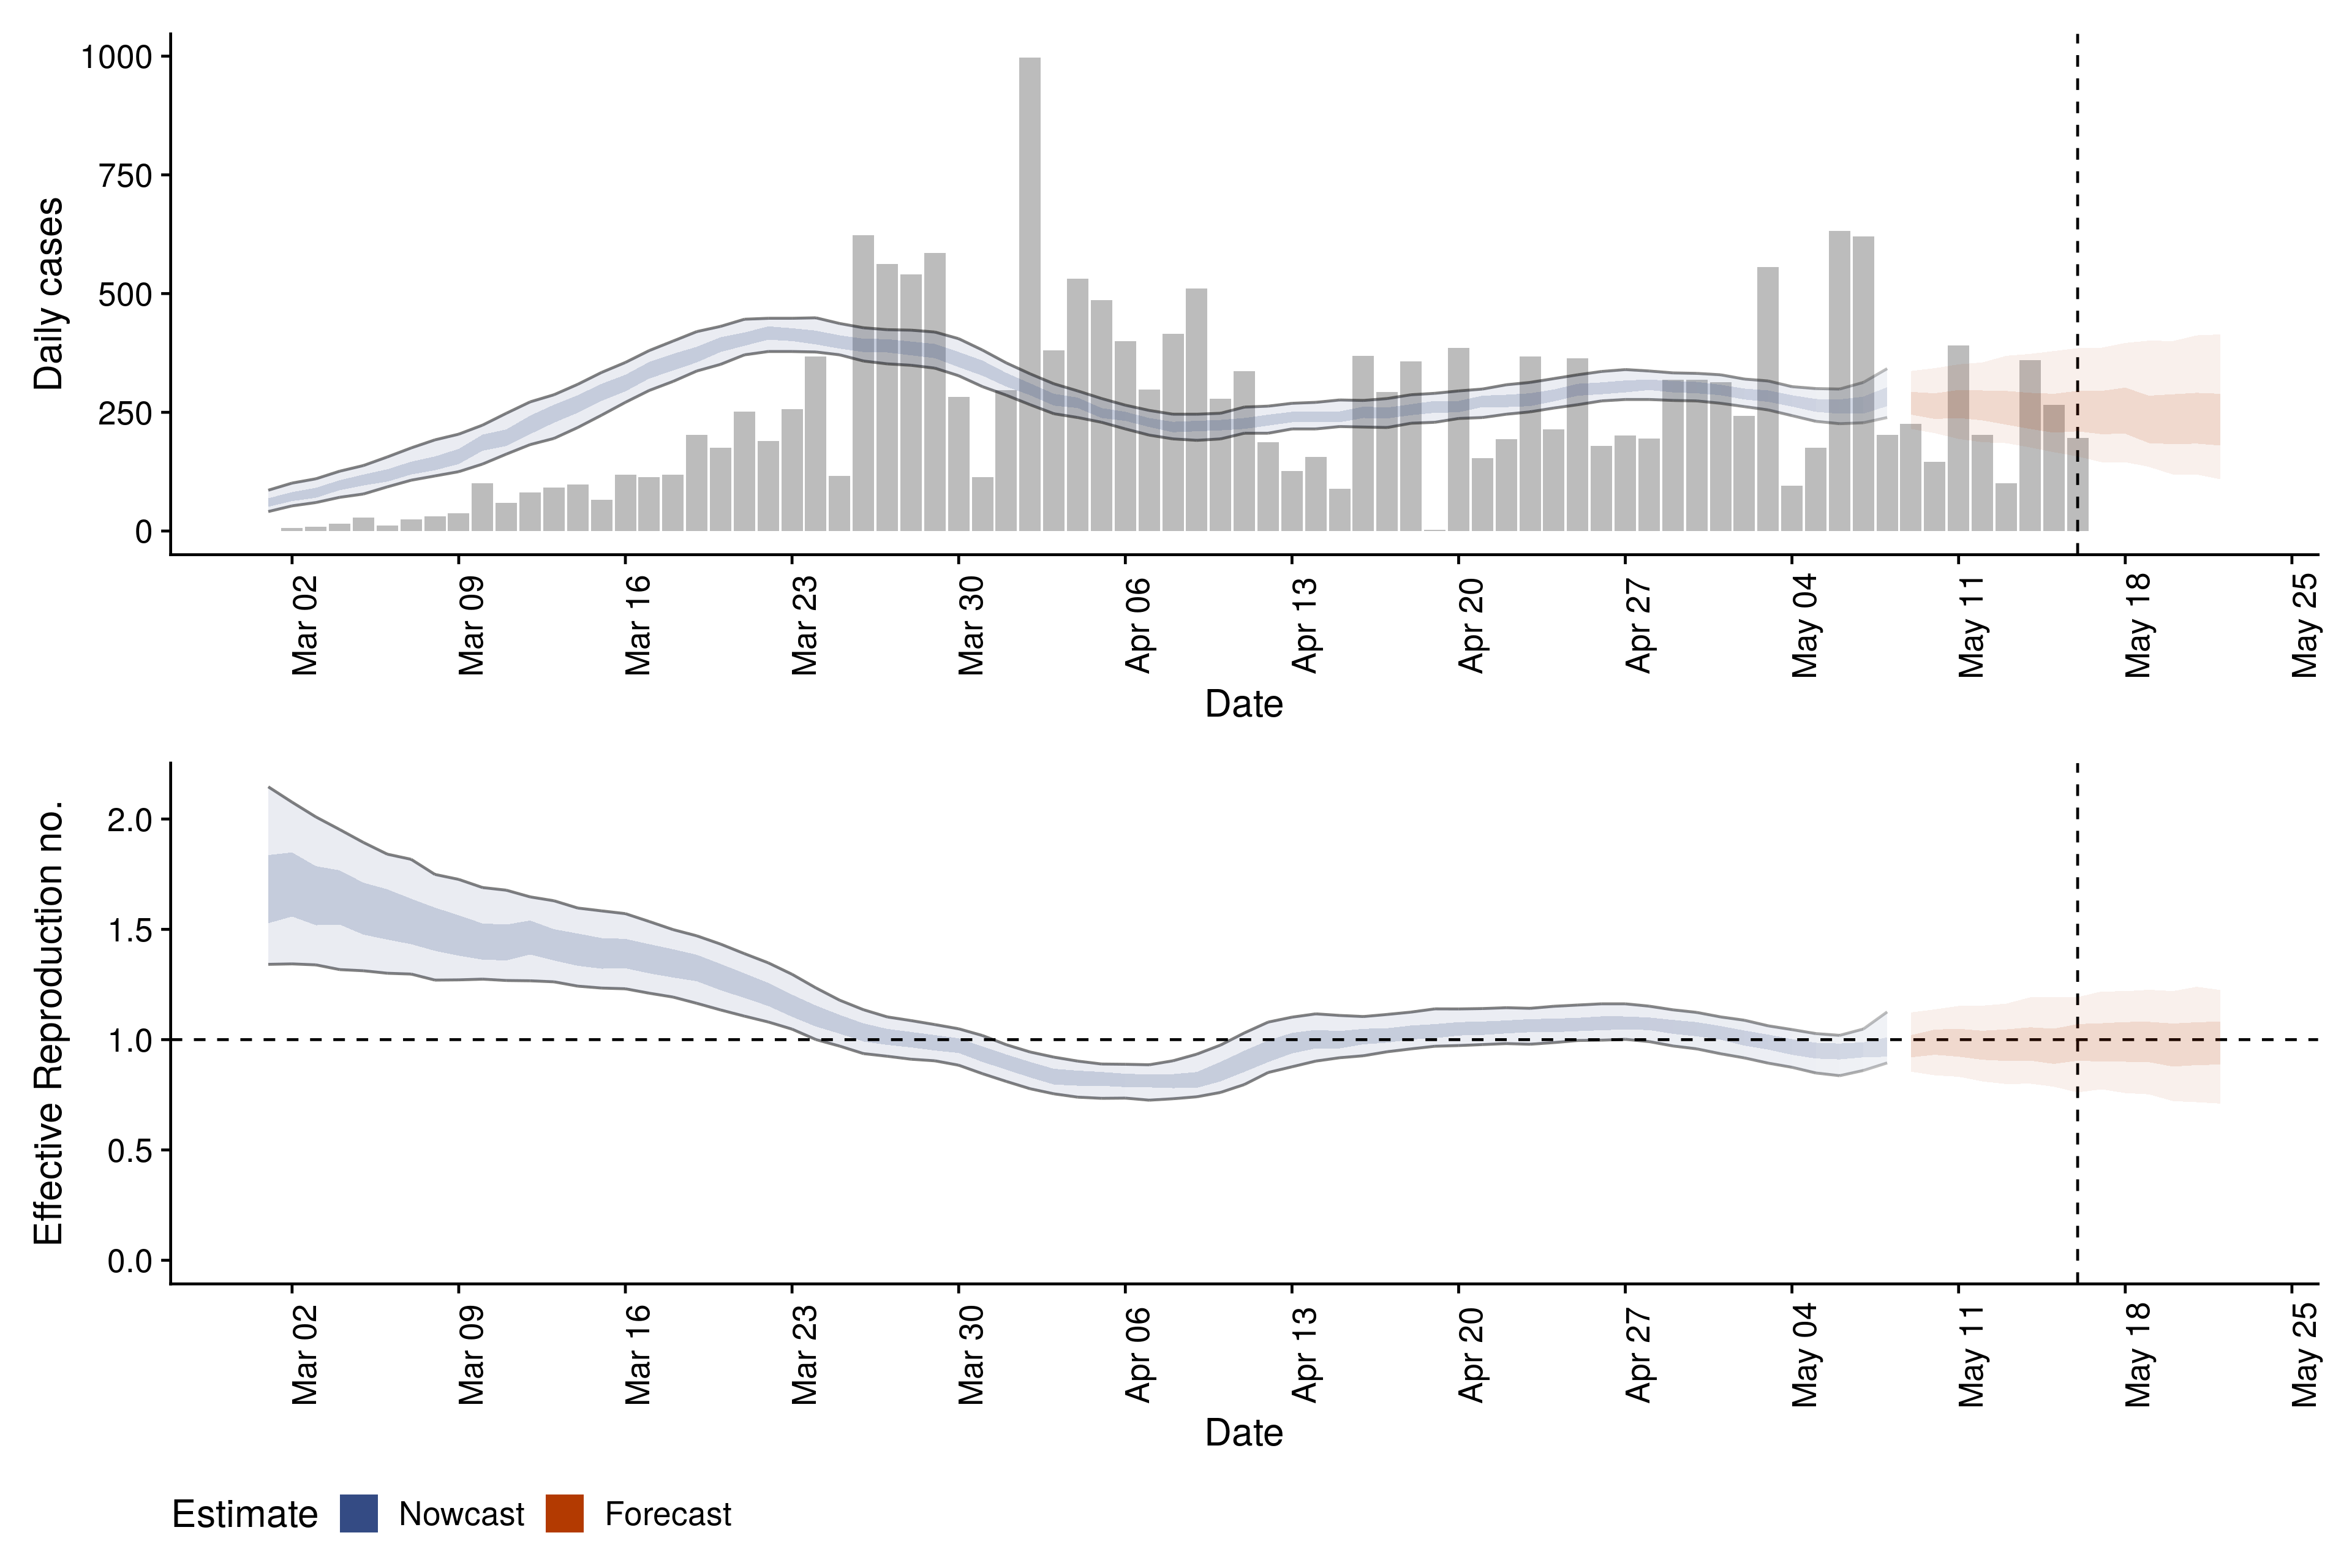 Daily cases
1000
750
500
250
0
Mar 02
Mar 09
Mar 16
Mar 23
Mar 30
Apr 06
Apr 13
Apr 20
Apr 27
May 04
May 11
May 18
May 25
Date
Effective Reproduction no.
2.0
1.5
1.0
0.5
0.0
Mar 02
Mar 09
Mar 16
Mar 23
Mar 30
Apr 06
Apr 13
Apr 20
Apr 27
May 04
May 11
May 18
May 25
Date
Estimate Nowcast Forecast